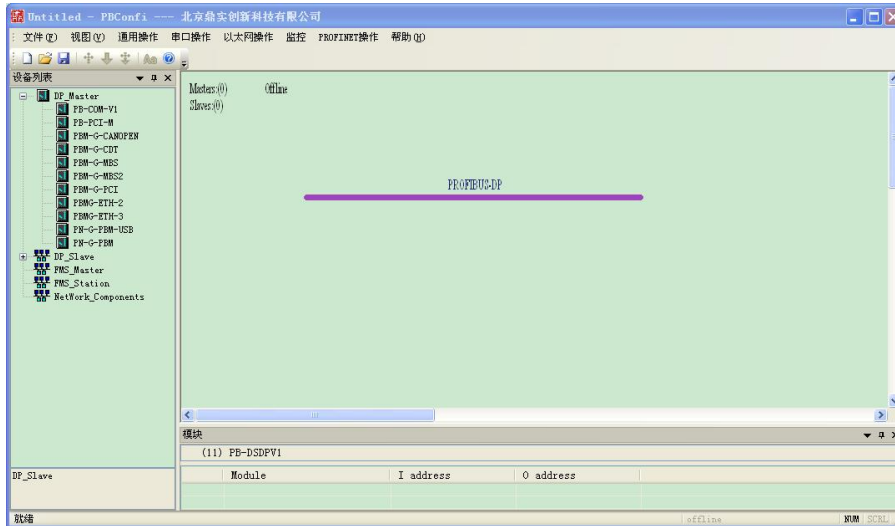 Untitled - PBConfi --- 北京鼎实创新科技有限公司
文件(F) 视图(V) 通用操作 串口操作 以太网操作 监控 PROFINET操作 帮助(H)
设备列表
DP_Master
PB-COM-V1
PB-PCI-M
PBM-G-CANOPEN
PBM-G-CDT
PBM-G-MBS
PBM-G-MBS2
PBM-G-PCI
PBMG-ETH-2
PBMG-ETH-3
PN-G-PBM-USB
PN-G-PBM
DP_Slave
FMS_Master
FMS_Station
NetWork_Components
Masters:(0) Offline
Slaves:(0)
PROFIBUS-DP
模块
(11) PB-DSDPV1
Module I address O address
DP_Slave
就绪 offline NUM SCRL